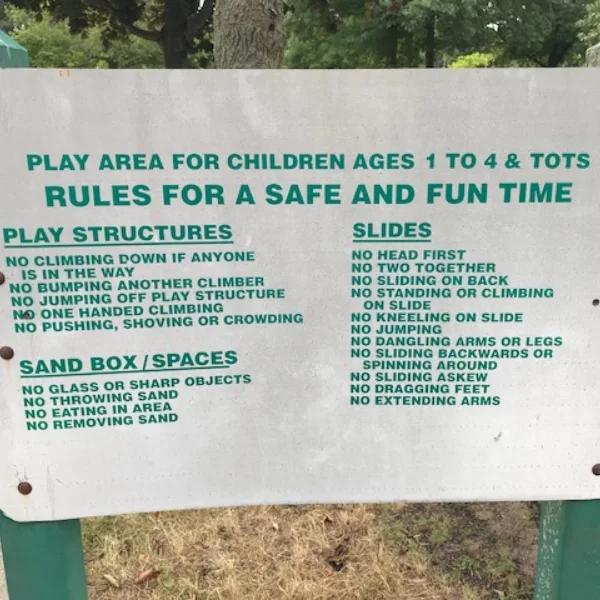 PLAY AREA FOR CHILDREN AGES 1 TO 4 & TOTS
RULES FOR A SAFE AND FUN TIME
PLAY STRUCTURES
NO CLIMBING DOWN IF ANYONE
IS IN THE WAY
NO BUMPING ANOTHER CLIMBER
NO JUMPING OFF PLAY STRUCTURE
NO ONE HANDED CLIMBING
NO PUSHING, SHOVING OR CROWDING
SAND BOX / SPACES
NO GLASS OR SHARP OBJECTS
NO THROWING SAND
NO EATING IN AREA
NO REMOVING SAND
SLIDES
NO HEAD FIRST
NO TWO TOGETHER
NO SLIDING ON BACK
NO STANDING OR CLIMBING
ON SLIDE
NO KNEELING ON SLIDE
NO JUMPING
NO DANGLING ARMS OR LEGS
NO SLIDING BACKWARDS OR
SPINNING AROUND
NO SLIDING ASKEW
NO DRAGGING FEET
NO EXTENDING ARMS